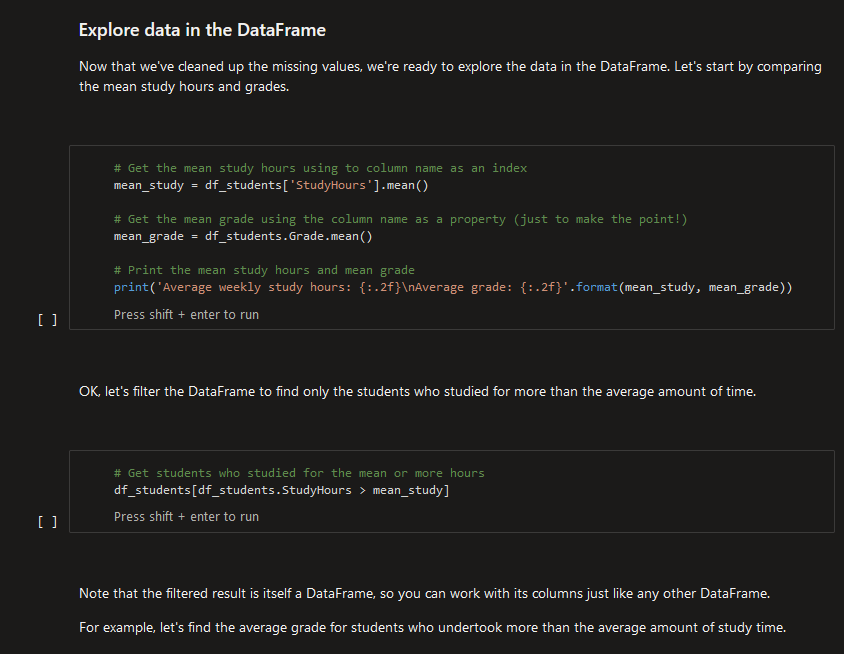 Explore data in the DataFrame
Now that we've cleaned up the missing values, we're ready to explore the data in the DataFrame. Let's start by comparing
the mean study hours and grades.
# Get the mean study hours using to column name as an index
mean_study = df_students['StudyHours'].mean()
# Get the mean grade using the column name as a property (just to make the point!)
mean_grade = df_students.Grade.mean()
# Print the mean study hours and mean grade
print('Average weekly study hours: {:.2f}\nAverage grade: {:.2f}'.format(mean_study, mean_grade))
[ ]
Press shift + enter to run
OK, let's filter the DataFrame to find only the students who studied for more than the average amount of time.
# Get students who studied for the mean or more hours
df_students[df_students.StudyHours > mean_study]
[ ]
Press shift + enter to run
Note that the filtered result is itself a DataFrame, so you can work with its columns just like any other DataFrame.
For example, let's find the average grade for students who undertook more than the average amount of study time.